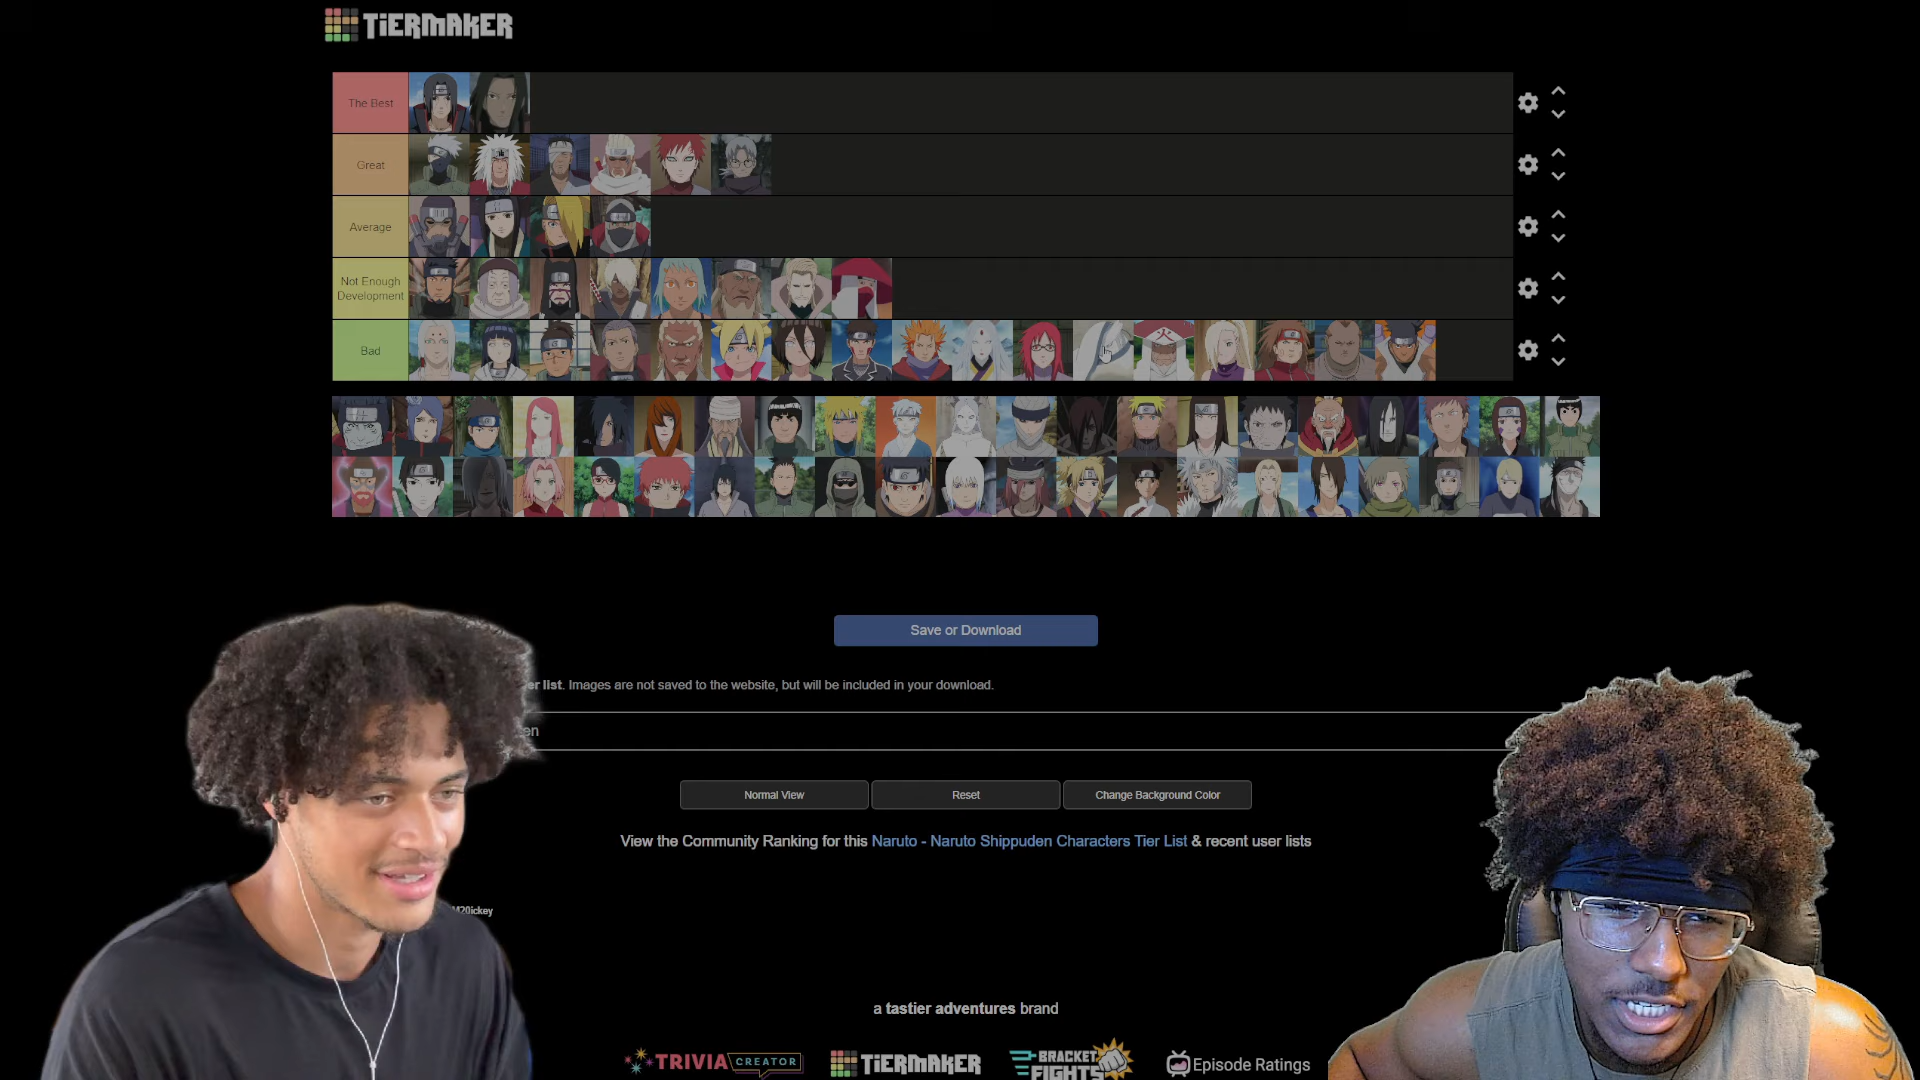 TiERMAKER
The Best
Great
Average
Not Enough
Development
Bad
Save or Download
er list. Images are not saved to the website, but will be included in your download.
en
Normal View
Reset
Change Background Color
View the Community Ranking for this Naruto - Naruto Shippuden Characters Tier List & recent user lists
M20ickey
a tastier adventures brand
TRIVIA CREATOR
TiERMAKER
BRACKET
FIGHTS
Episode Ratings